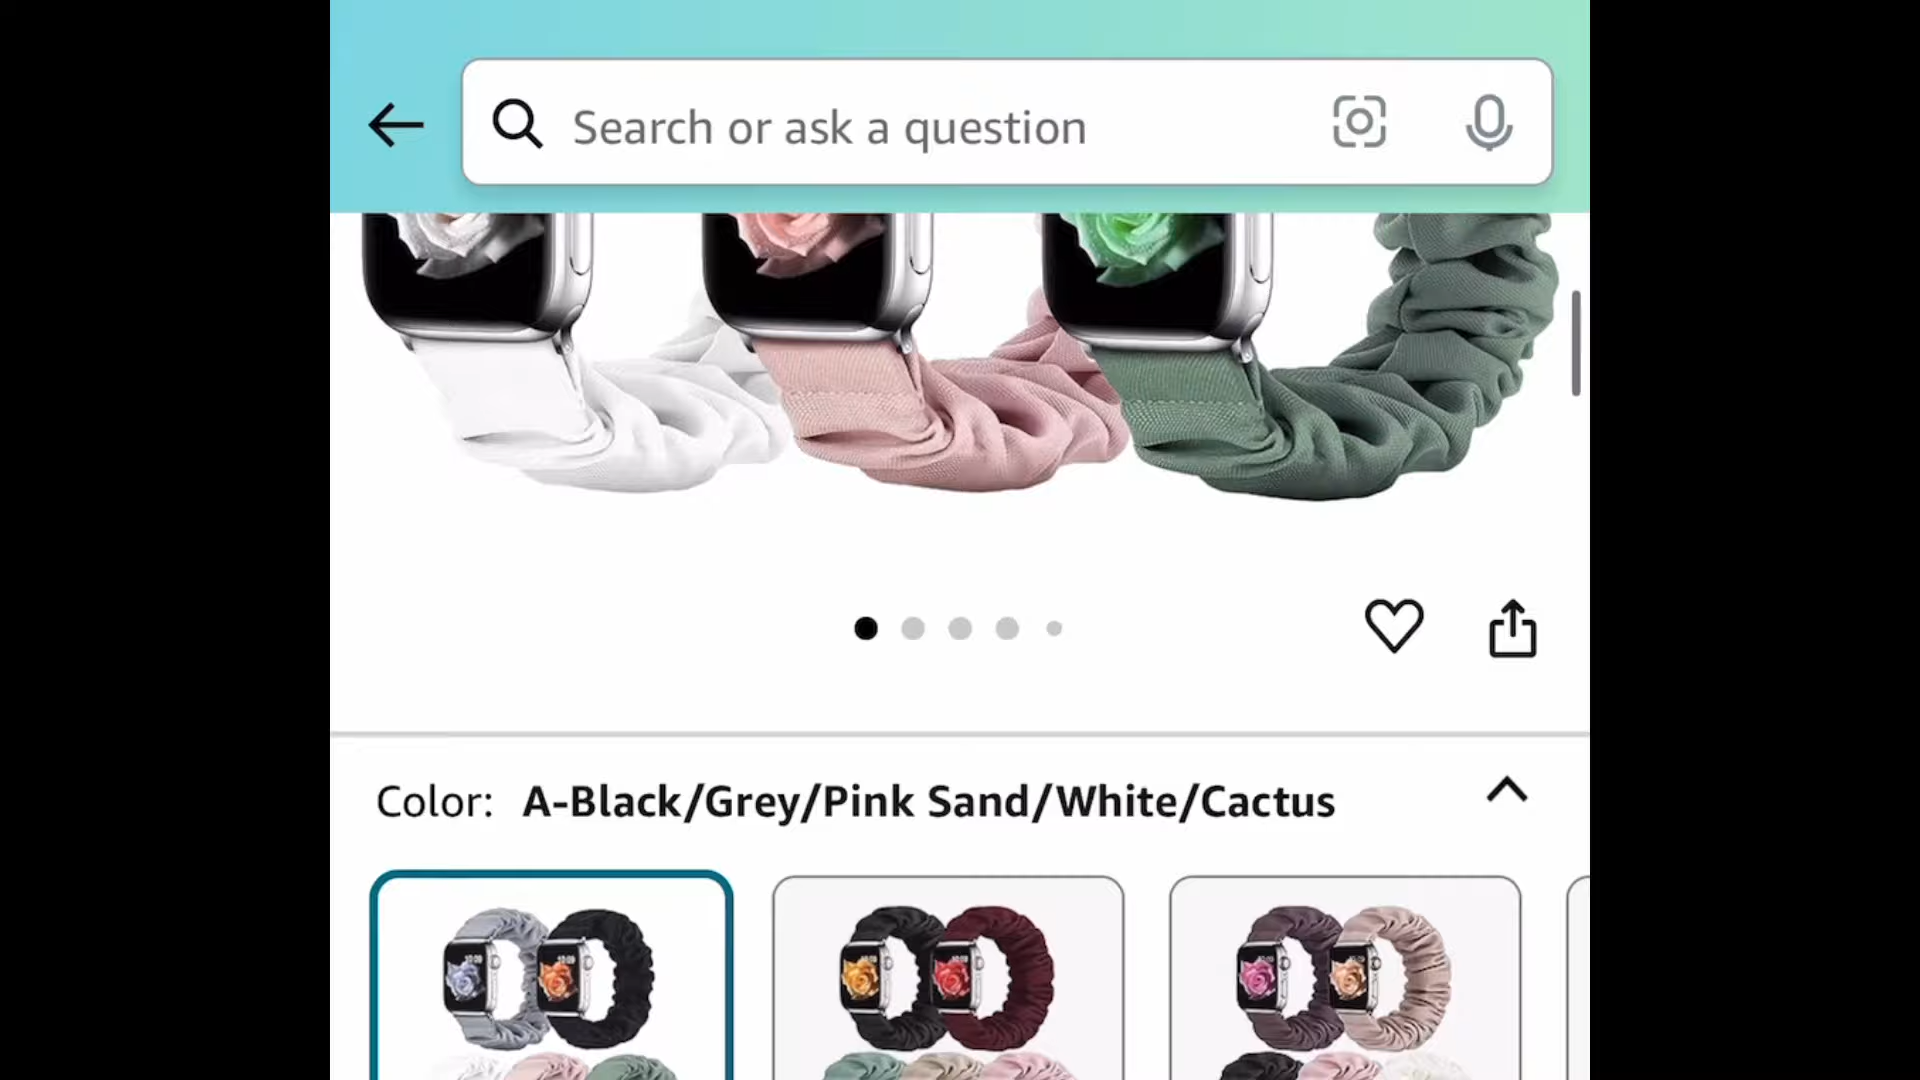 Search or ask a question
Color: A-Black/Grey/Pink Sand/White/Cactus